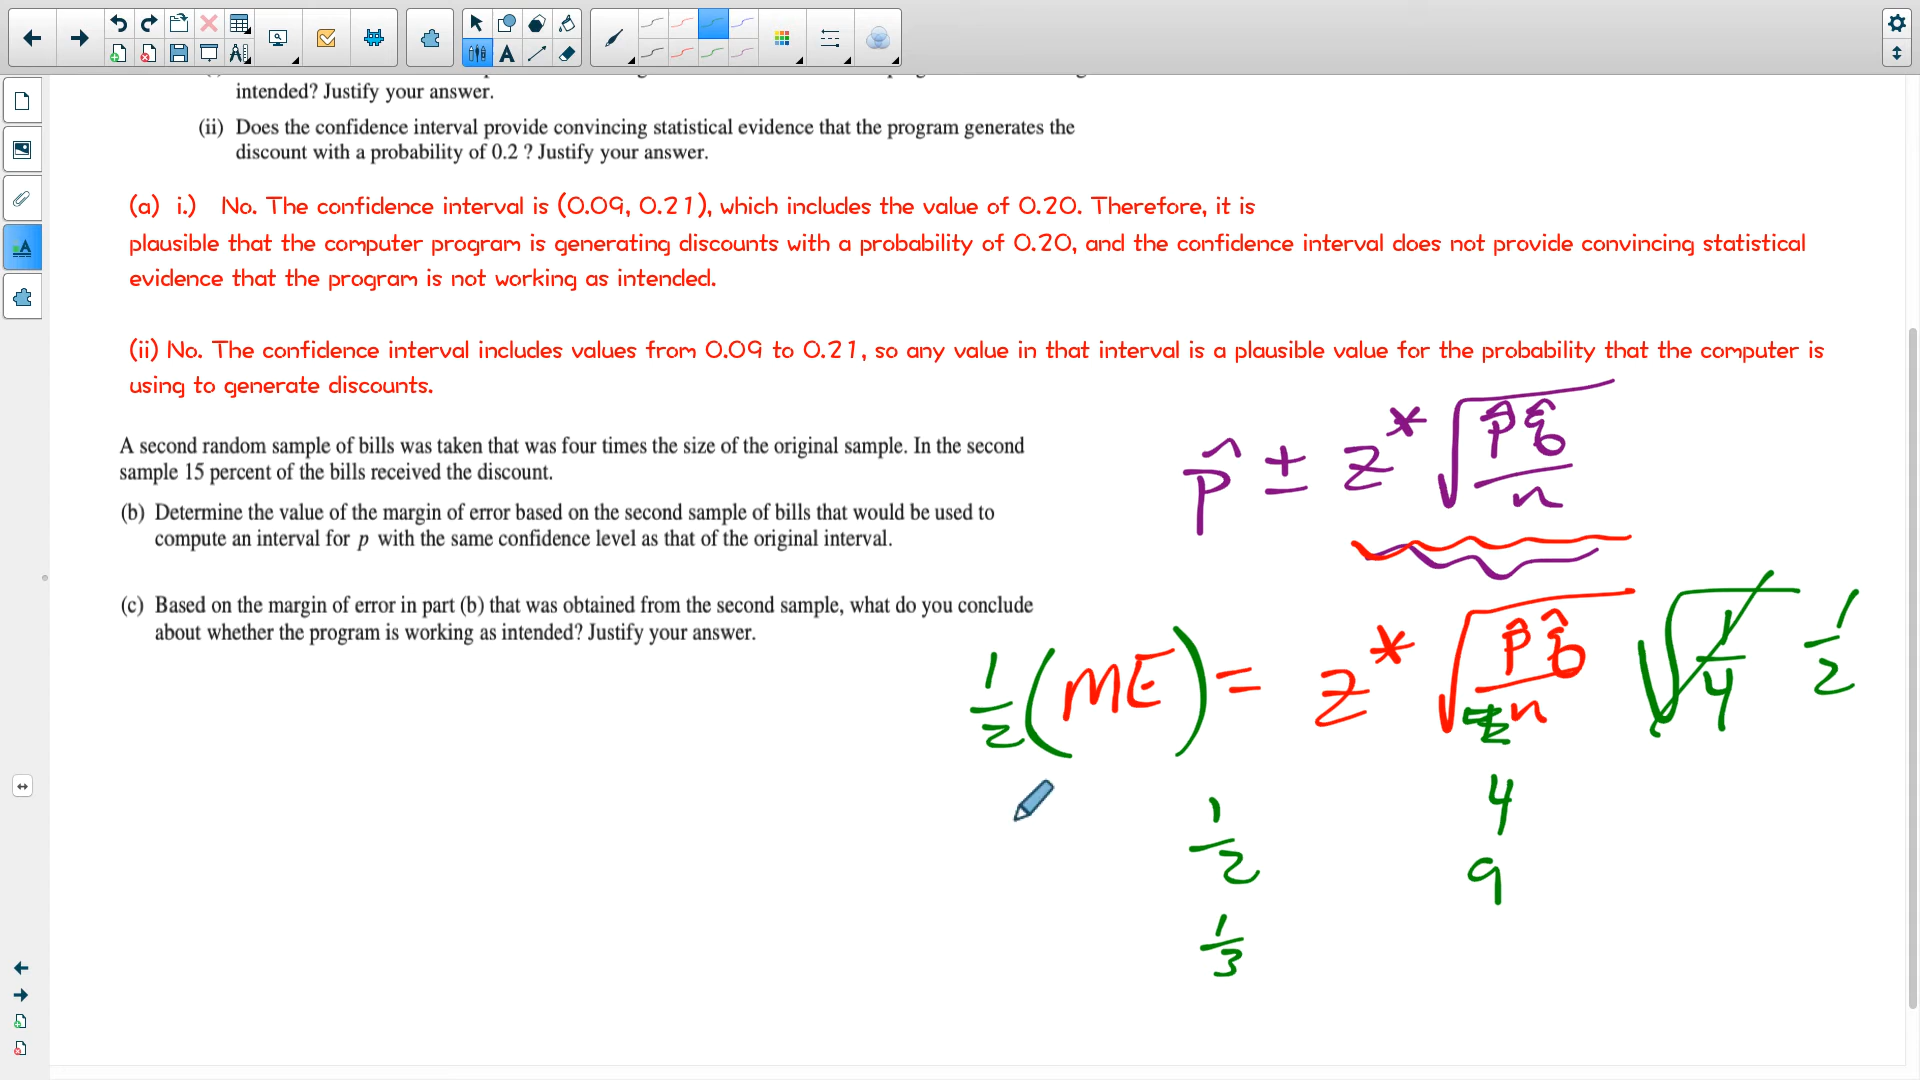 intended? Justify your answer.
(ii) Does the confidence interval provide convincing statistical evidence that the program generates the
discount with a probability of 0.2 ? Justify your answer.
(a) i.) No. The confidence interval is (0.09, 0.21), which includes the value of 0.20. Therefore, it is
plausible that the computer program is generating discounts with a probability of 0.20, and the confidence interval does not provide convincing statistical
evidence that the program is not working as intended.
(ii) No. The confidence interval includes values from 0.09 to 0.21, so any value in that interval is a plausible value for the probability that the computer is
using to generate discounts.
A second random sample of bills was taken that was four times the size of the original sample. In the second
sample 15 percent of the bills received the discount.
(b) Determine the value of the margin of error based on the second sample of bills that would be used to
compute an interval for p with the same confidence level as that of the original interval.
(c) Based on the margin of error in part (b) that was obtained from the second sample, what do you conclude
about whether the program is working as intended? Justify your answer.
p̂ ± z* √(p̂q̂/n)
1/2 (ME) = z* √(p̂q̂/n) √(1/4) 1/2
1/2 4
9
1/3